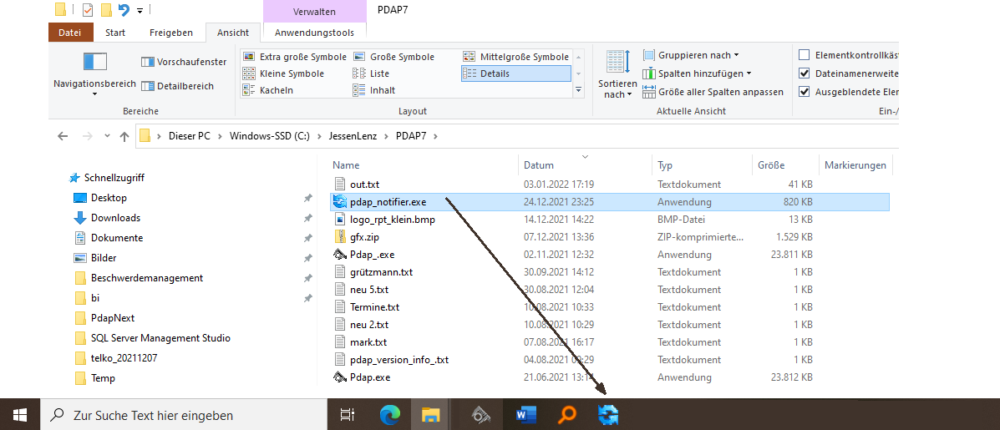 Verwalten PDAP7
Datei Start Freigeben Ansicht Anwendungstools
Navigationsbereich
Vorschaufenster
Detailbereich
Bereiche
Extra große Symbole Große Symbole Mittelgroße Symbole
Kleine Symbole Liste Details
Kacheln Inhalt
Layout
Sortieren
nach
Gruppieren nach
Spalten hinzufügen
Größe aller Spalten anpassen
Aktuelle Ansicht
Elementkontrollkäs
Dateinamenerweite
Ausgeblendete Eler
Ein-/
Dieser PC Windows-SSD (C:) JessenLenz PDAP7
Schnellzugriff
Desktop
Downloads
Dokumente
Bilder
Beschwerdemanagement
bi
PdapNext
SQL Server Management Studio
telko_20211207
Temp
Name Datum Typ Größe Markierungen
out.txt 03.01.2022 17:19 Textdokument 41 KB
pdap_notifier.exe 24.12.2021 23:25 Anwendung 820 KB
logo_rpt_klein.bmp 14.12.2021 14:22 BMP-Datei 13 KB
gfx.zip 07.12.2021 13:36 ZIP-komprimierte... 1.529 KB
Pdap_.exe 02.11.2021 12:32 Anwendung 23.811 KB
grützmann.txt 30.09.2021 14:12 Textdokument 1 KB
neu 5.txt 30.08.2021 12:04 Textdokument 1 KB
Termine.txt 10.08.2021 10:33 Textdokument 1 KB
neu 2.txt 10.08.2021 10:29 Textdokument 1 KB
mark.txt 07.08.2021 16:17 Textdokument 1 KB
pdap_version_info_.txt 04.08.2021 Textdokument 1 KB
Pdap.exe 21.06.2021 13:14 Anwendung 23.812 KB
Zur Suche Text hier eingeben